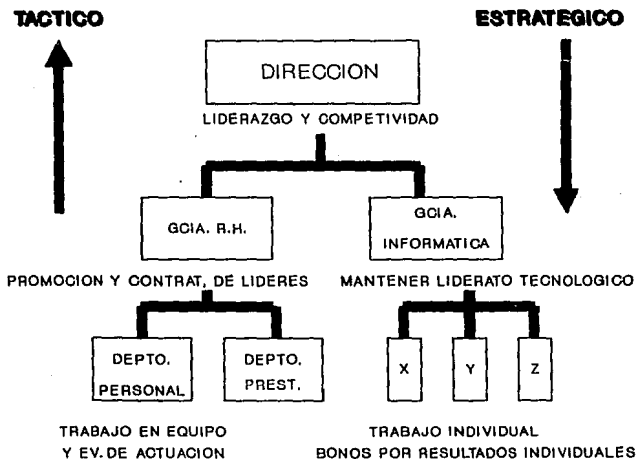 TACTICO
ESTRATEGICO
DIRECCION
LIDERAZGO Y COMPETIVIDAD
GCIA. R.H.
GCIA.
INFORMATICA
PROMOCION Y CONTRAT, DE LIDERES
MANTENER LIDERATO TECNOLOGICO
DEPTO.
PERSONAL
DEPTO.
PREST.
X
Y
Z
TRABAJO EN EQUIPO
Y EV. DE ACTUACION
TRABAJO INDIVIDUAL
BONOS POR RESULTADOS INDIVIDUALES